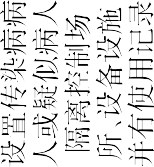 设置传染病病
人或疑似病人
隔离控制场
所 设备设施
并有使用记录